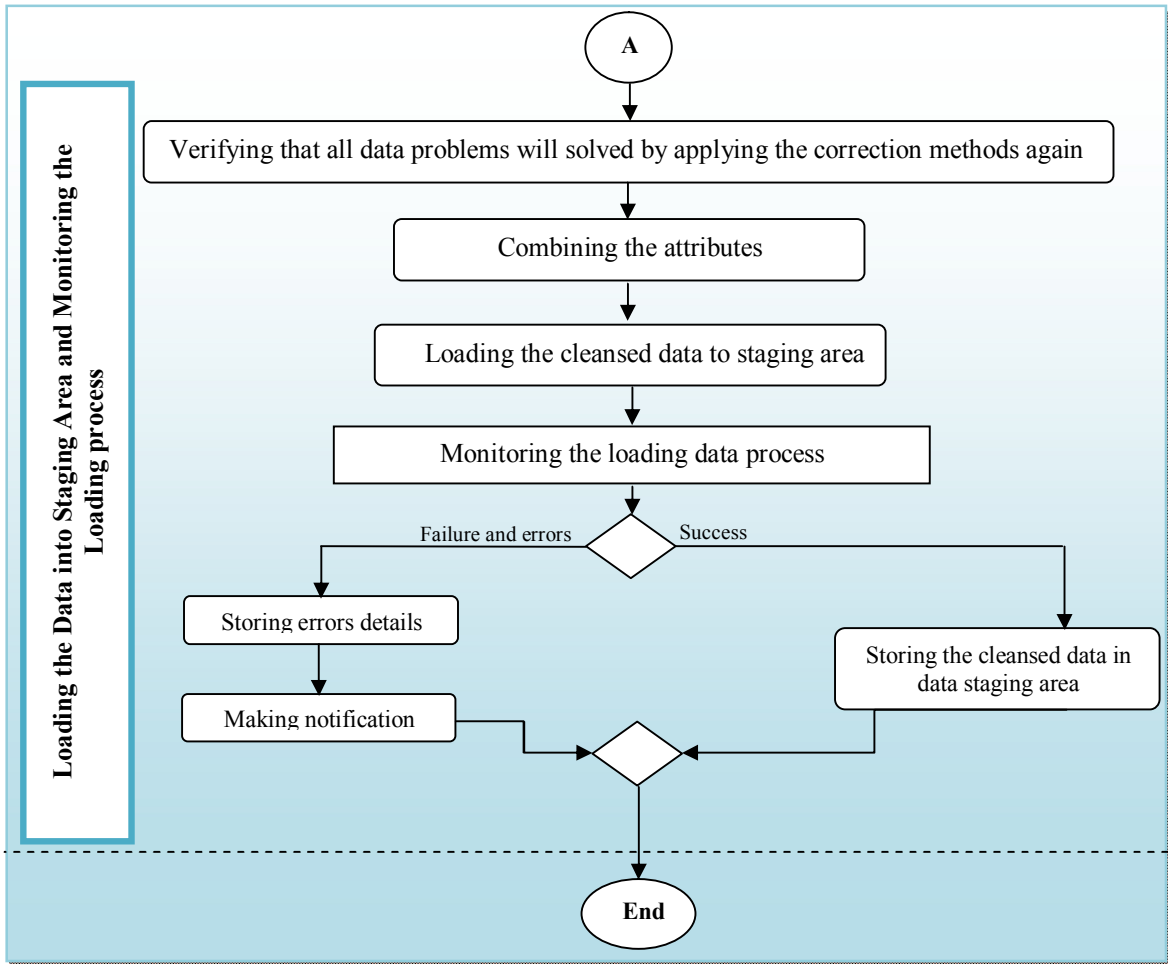 A
Loading the Data into Staging Area and Monitoring the
Loading process
Verifying that all data problems will solved by applying the correction methods again
Combining the attributes
Loading the cleansed data to staging area
Monitoring the loading data process
Failure and errors
Success
Storing errors details
Storing the cleansed data in
data staging area
Making notification
End